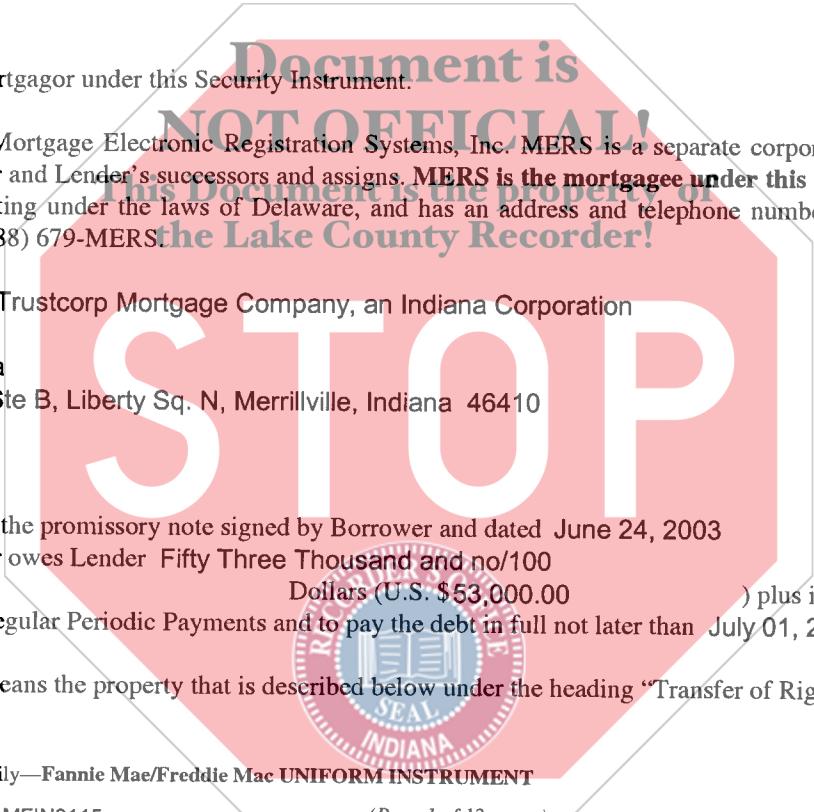 Document is
rtgagor under this Security Instrument.
NOT OFFICIAL!
Mortgage Electronic Registration Systems, Inc. MERS is a separate corpor
r and Lender's successors and assigns. MERS is the mortgagee under this
This Document is the property of
ting under the laws of Delaware, and has an address and telephone numbe
88) 679-MERS.
the Lake County Recorder!
Trustcorp Mortgage Company, an Indiana Corporation
a
Ste B, Liberty Sq. N, Merrillville, Indiana 46410
STOP
the promissory note signed by Borrower and dated June 24, 2003
r owes Lender Fifty Three Thousand and no/100
Dollars (U.S. $53,000.00 ) plus i
egular Periodic Payments and to pay the debt in full not later than July 01, 2
eans the property that is described below under the heading “Transfer of Rig
RECORDER'S OFFICE
SEAL
INDIANA
ily—Fannie Mae/Freddie Mac UNIFORM INSTRUMENT